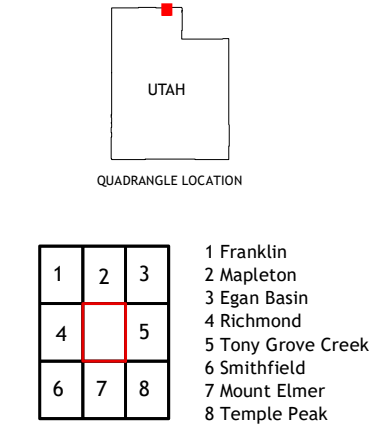 UTAH
QUADRANGLE LOCATION
1 2 3
4 5
6 7 8
1 Franklin
2 Mapleton
3 Egan Basin
4 Richmond
5 Tony Grove Creek
6 Smithfield
7 Mount Elmer
8 Temple Peak